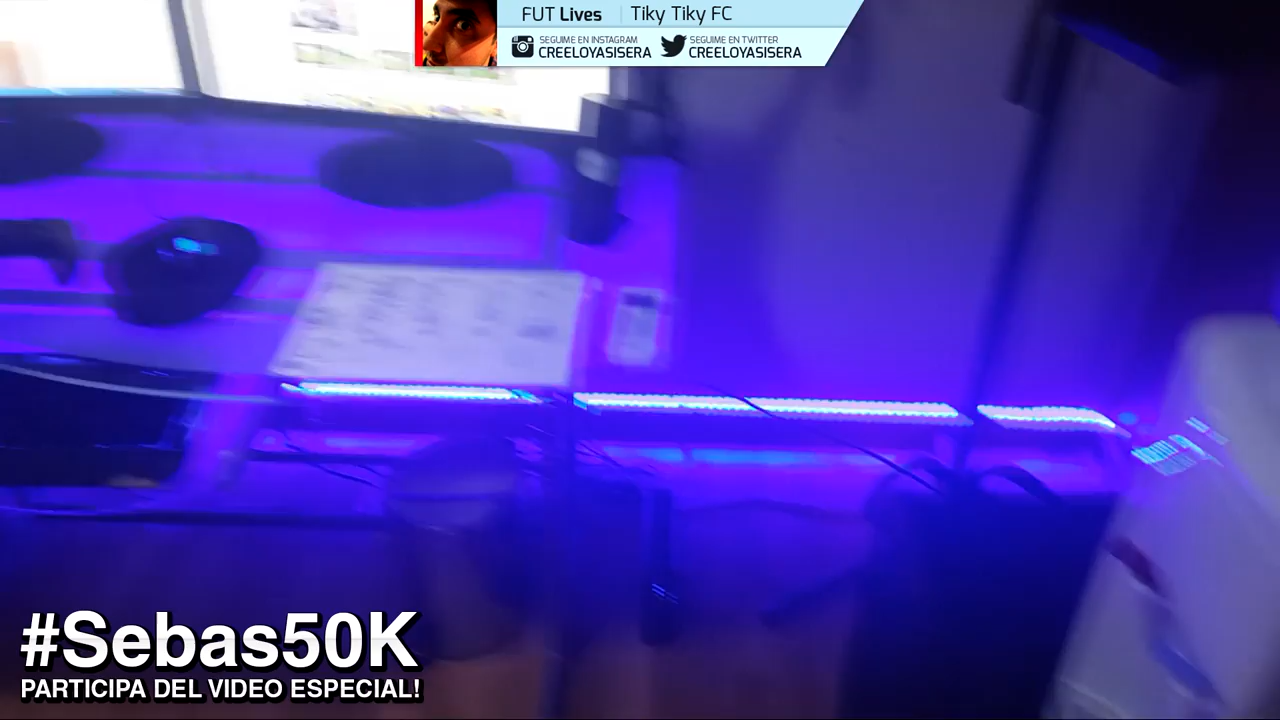 FUT Lives | Tiky Tiky FC
SEGUIME EN INSTAGRAM
CREELOYASISERA
SEGUIME EN TWITTER
CREELOYASISERA
#Sebas50K
PARTICIPA DEL VIDEO ESPECIAL!